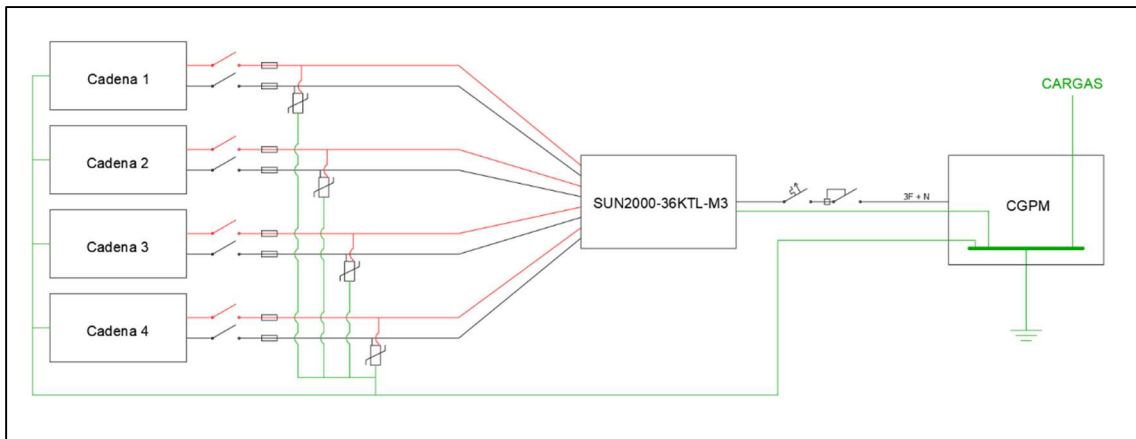 Cadena 1
CARGAS
Cadena 2
SUN2000-36KTL-M3
3F + N
CGPM
Cadena 3
Cadena 4